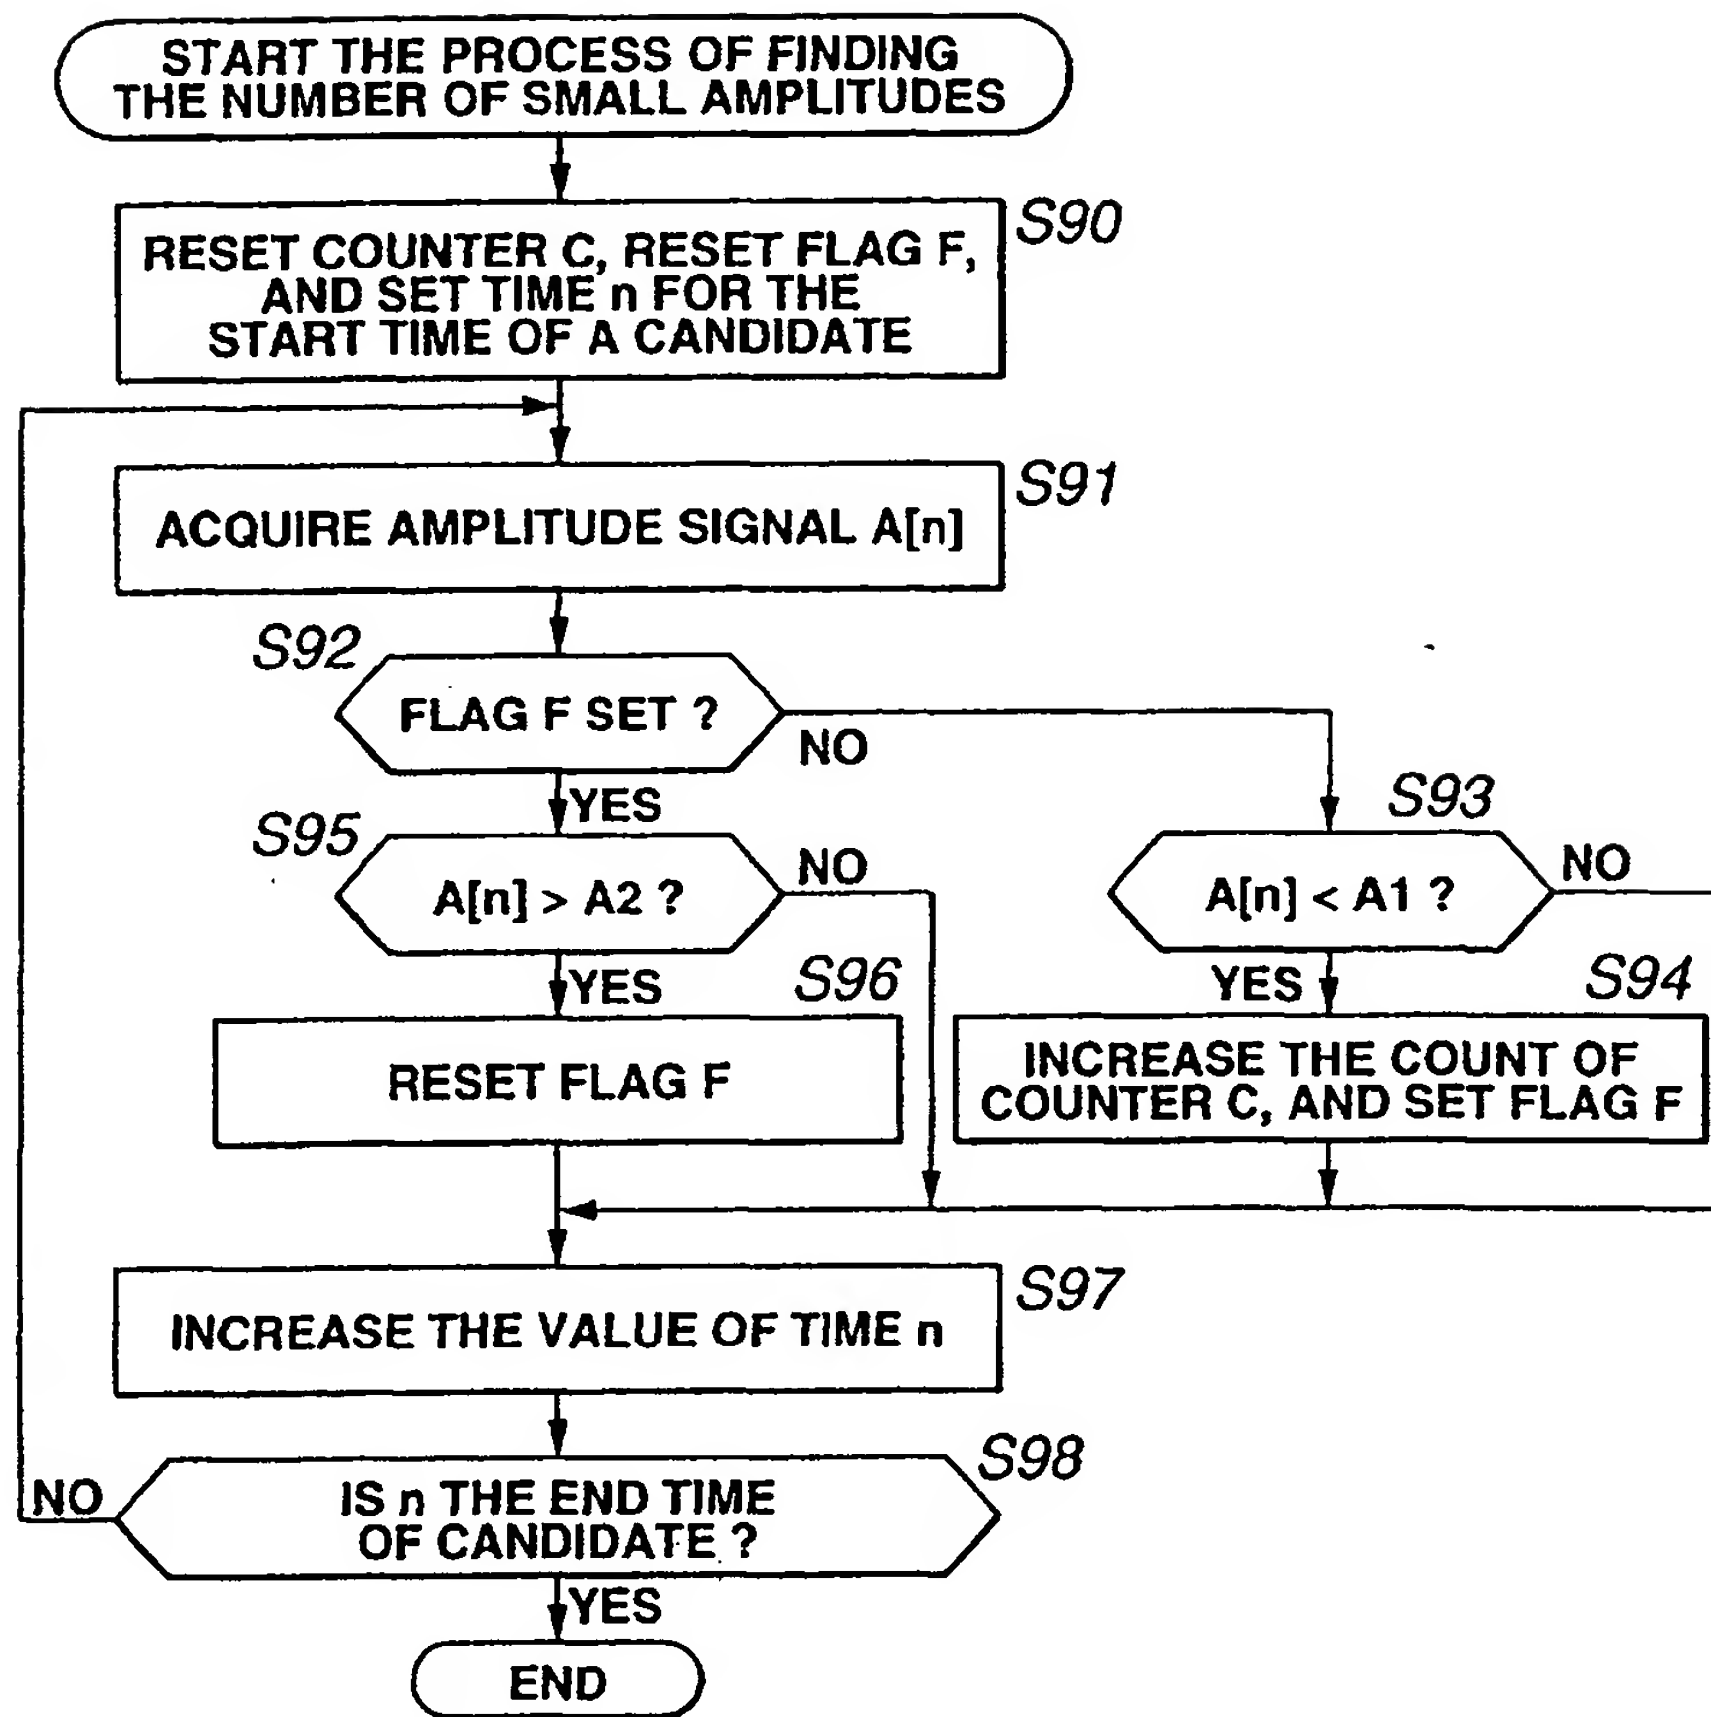 START THE PROCESS OF FINDING
THE NUMBER OF SMALL AMPLITUDES
S90
RESET COUNTER C, RESET FLAG F,
AND SET TIME n FOR THE
START TIME OF A CANDIDATE
S91
ACQUIRE AMPLITUDE SIGNAL A[n]
S92
FLAG F SET ?
NO
YES
S93
S95
A[n] > A2 ?
NO
A[n] < A1 ?
NO
YES
S96
YES
S94
RESET FLAG F
INCREASE THE COUNT OF
COUNTER C, AND SET FLAG F
S97
INCREASE THE VALUE OF TIME n
S98
NO
IS n THE END TIME
OF CANDIDATE ?
YES
END